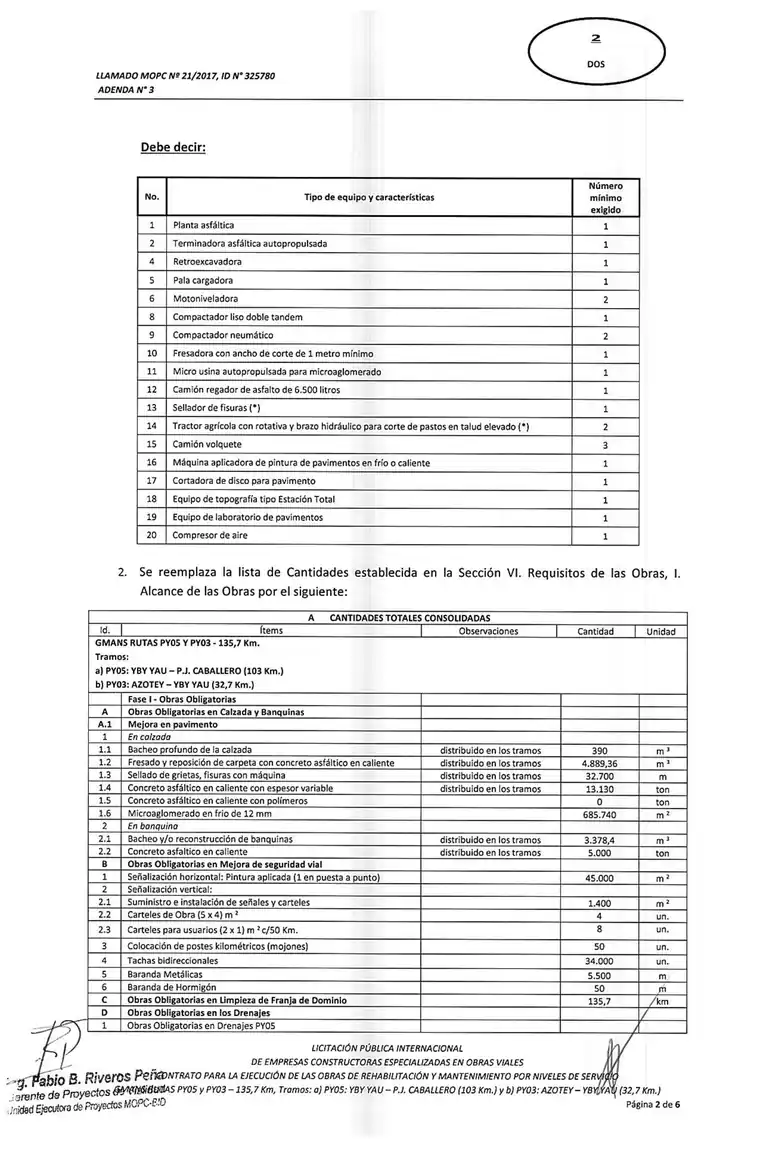 2
DOS
LLAMADO MOPC Nº 21/2017, ID N° 325780
ADENDA N° 3
Debe decir:
No. Tipo de equipo y características Número mínimo exigido
1 Planta asfáltica 1
2 Terminadora asfáltica autopropulsada 1
4 Retroexcavadora 1
5 Pala cargadora 1
6 Motoniveladora 2
8 Compactador liso doble tandem 1
9 Compactador neumático 2
10 Fresadora con ancho de corte de 1 metro mínimo 1
11 Micro usina autopropulsada para microaglomerado 1
12 Camión regador de asfalto de 6.500 litros 1
13 Sellador de fisuras (*) 1
14 Tractor agrícola con rotativa y brazo hidráulico para corte de pastos en talud elevado (*) 2
15 Camión volquete 3
16 Máquina aplicadora de pintura de pavimentos en frío o caliente 1
17 Cortadora de disco para pavimento 1
18 Equipo de topografía tipo Estación Total 1
19 Equipo de laboratorio de pavimentos 1
20 Compresor de aire 1
2. Se reemplaza la lista de Cantidades establecida en la Sección VI. Requisitos de las Obras, I.
Alcance de las Obras por el siguiente:
A CANTIDADES TOTALES CONSOLIDADAS
Id. Ítems Observaciones Cantidad Unidad
GMANS RUTAS PY05 Y PY03 - 135,7 Km.
Tramos:
a) PY05: YBY YAU – P.J. CABALLERO (103 Km.)
b) PY03: AZOTEY – YBY YAU (32,7 Km.)
Fase I - Obras Obligatorias
A Obras Obligatorias en Calzada y Banquinas
A.1 Mejora en pavimento
1 En calzada
1.1 Bacheo profundo de la calzada distribuido en los tramos 390 m ³
1.2 Fresado y reposición de carpeta con concreto asfáltico en caliente distribuido en los tramos 4.889,36 m ³
1.3 Sellado de grietas, fisuras con máquina distribuido en los tramos 32.700 m
1.4 Concreto asfáltico en caliente con espesor variable distribuido en los tramos 13.130 ton
1.5 Concreto asfáltico en caliente con polímeros 0 ton
1.6 Microaglomerado en frio de 12 mm 685.740 m ²
2 En banquina
2.1 Bacheo y/o reconstrucción de banquinas distribuido en los tramos 3.378,4 m ³
2.2 Concreto asfaltico en caliente distribuido en los tramos 5.000 ton
B Obras Obligatorias en Mejora de seguridad vial
1 Señalización horizontal: Pintura aplicada (1 en puesta a punto) 45.000 m ²
2 Señalización vertical:
2.1 Suministro e instalación de señales y carteles 1.400 m ²
2.2 Carteles de Obra (5 x 4) m ² 4 un.
2.3 Carteles para usuarios (2 x 1) m ² c/50 Km. 8 un.
3 Colocación de postes kilométricos (mojones) 50 un.
4 Tachas bidireccionales 34.000 un.
5 Baranda Metálicas 5.500 m
6 Baranda de Hormigón 50 m
C Obras Obligatorias en Limpieza de Franja de Dominio 135,7 km
D Obras Obligatorias en los Drenajes
1 Obras Obligatorias en Drenajes PY05
LICITACIÓN PÚBLICA INTERNACIONAL
DE EMPRESAS CONSTRUCTORAS ESPECIALIZADAS EN OBRAS VIALES
CONTRATO PARA LA EJECUCIÓN DE LAS OBRAS DE REHABILITACIÓN Y MANTENIMIENTO POR NIVELES DE SERVICIO
PY05 y PY03 – 135,7 Km, Tramos: a) PY05: YBY YAU – P.J. CABALLERO (103 Km.) y b) PY03: AZOTEY – YBY YAU (32,7 Km.)
Página 2 de 6
g. Fabio B. Riveros Peña
Gerente de Proyectos
Unidad Ejecutora de Proyectos MOPC-BID